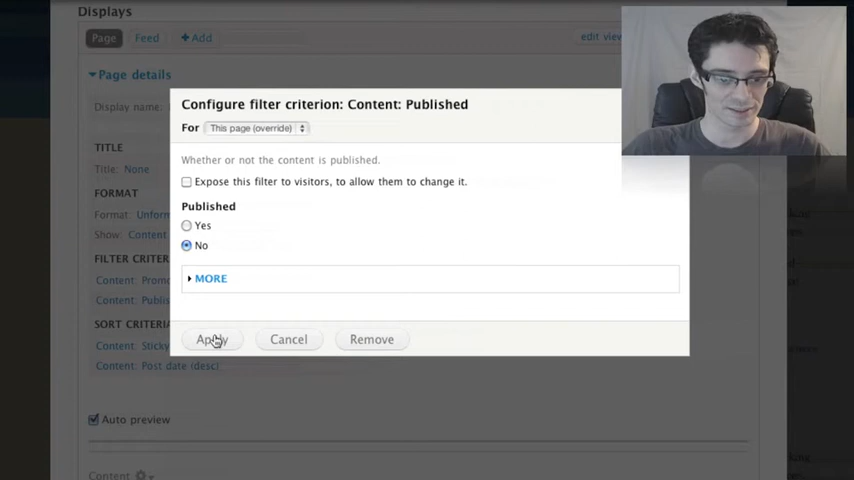 Displays
Page
Feed
+ Add
edit view
Page details
Display name:
Configure filter criterion: Content: Published
For This page (override)
Whether or not the content is published.
Expose this filter to visitors, to allow them to change it.
Published
Yes
No
MORE
Apply
Cancel
Remove
TITLE
Title: None
FORMAT
Format: Unform
Show: Content
FILTER CRITER
Content: Promo
Content: Publis
SORT CRITERIA
Content: Sticky
Content: Post date (desc)
Auto preview
Content